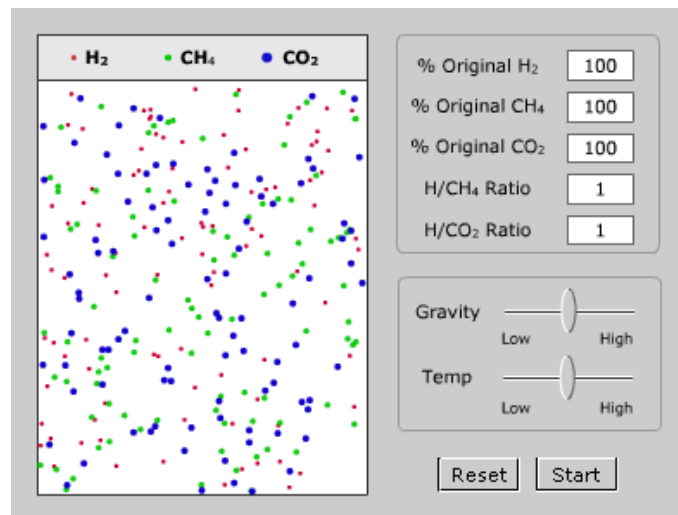 H₂ CH₄ CO₂
% Original H₂ 100
% Original CH₄ 100
% Original CO₂ 100
H/CH₄ Ratio 1
H/CO₂ Ratio 1
Gravity
Low High
Temp
Low High
Reset Start